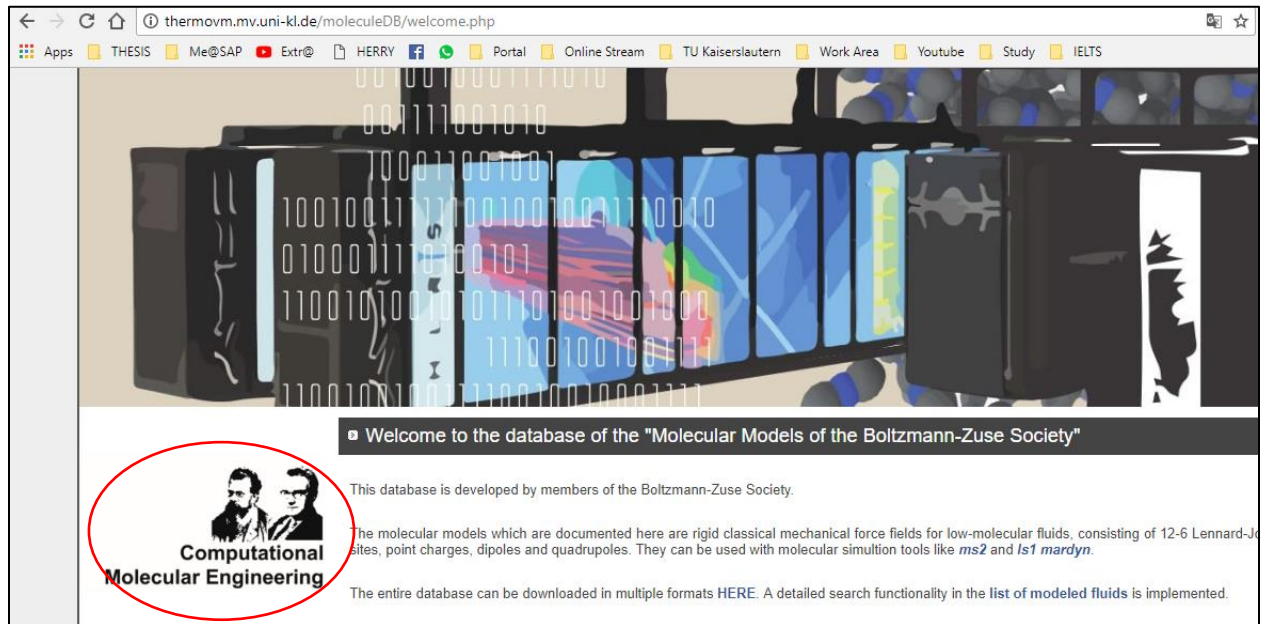 thermovm.mv.uni-kl.de/moleculeDB/welcome.php
Apps THESIS Me@SAP Extr@ HERRY Portal Online Stream TU Kaiserslautern Work Area Youtube Study IELTS
001111001010
100011001001
Welcome to the database of the "Molecular Models of the Boltzmann-Zuse Society"
This database is developed by members of the Boltzmann-Zuse Society.
The molecular models which are documented here are rigid classical mechanical force fields for low-molecular fluids, consisting of 12-6 Lennard-Jo
sites, point charges, dipoles and quadrupoles. They can be used with molecular simultion tools like ms2 and ls1 mardyn.
The entire database can be downloaded in multiple formats HERE. A detailed search functionality in the list of modeled fluids is implemented.
Computational
Molecular Engineering